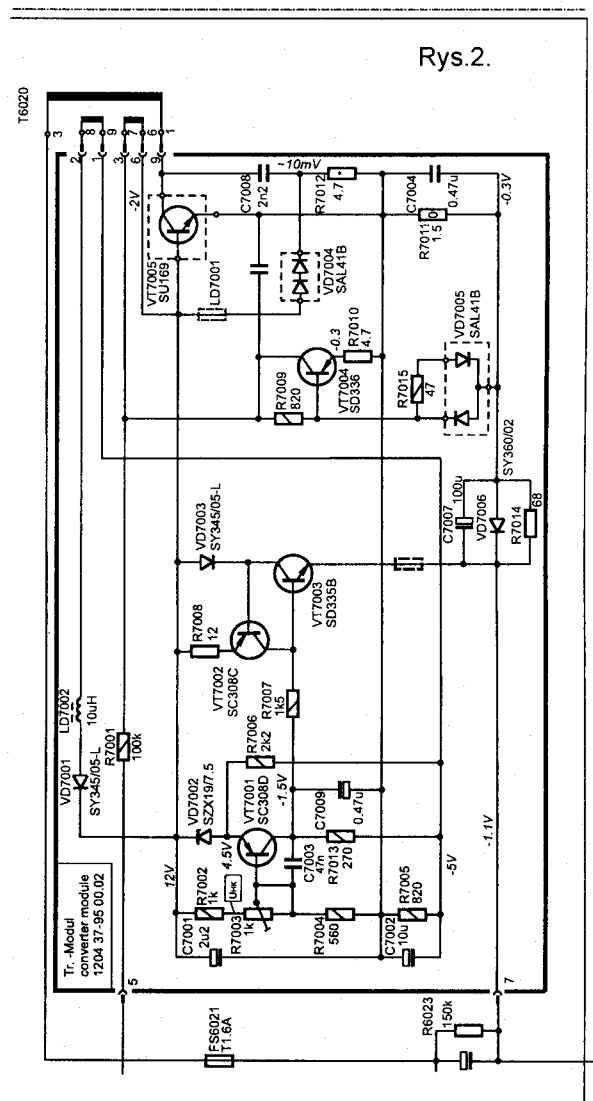 Rys.2.
T6020
3
8
9
7
6
1
2
1
3
6
9
-2V
~10mV
-0.3V
C7008
2n2
R7012
4.7
C7004
0.47u
R7011
1.5
VT7005
SU169
LD7001
VD7004
SAL41B
VD7005
SAL41B
-0.3
R7010
4.7
VT7004
SD336
R7009
820
R7015
47
SY360/02
C7007
100u
VD7006
R7014
68
VD7003
SY345/05-L
VT7003
SD335B
R7008
12
VT7002
SC308C
R7007
1k5
LD7002
10uH
R7001
100k
VD7001
SY345/05-L
VD7002
SZX19/7.5
R7006
2k2
VT7001
SC308D
-1.5V
C7009
0.47u
4.5V
12V
-5V
-1.1V
R7002
1k
Uнк
R7003
1k
C7003
47n
R7013
270
C7001
2u2
R7004
560
C7002
10u
R7005
820
Tr. -Modul
converter module
1204 37-95 00.02
5
7
FS6021
T1.6A
R6023
150k